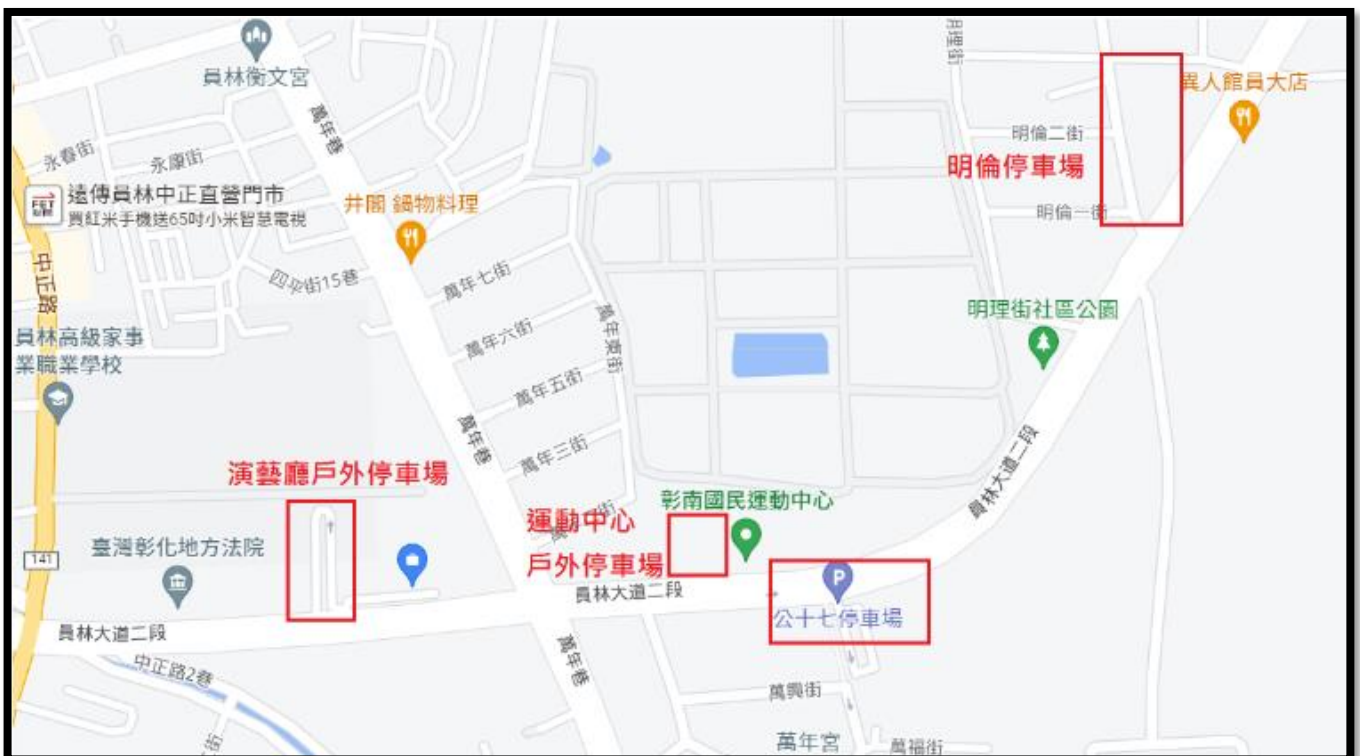 員林衡文宮
明理街
異人館員大店
萬年巷
明倫二街
永春街
永康街
明倫停車場
遠傳員林中正直營門市
買紅米手機送65吋小米智慧電視
井閣 鍋物料理
明倫一街
中正路
四平街15巷
萬年七街
明理街社區公園
萬年東街
萬年六街
員林高級家事
業職業學校
萬年五街
萬年巷
萬年三街
員林大道二段
演藝廳戶外停車場
彰南國民運動中心
運動中心
戶外停車場
臺灣彰化地方法院
141
P
員林大道二段
公十七停車場
員林大道二段
萬年巷
中正路2巷
萬興街
萬年宮
萬福街